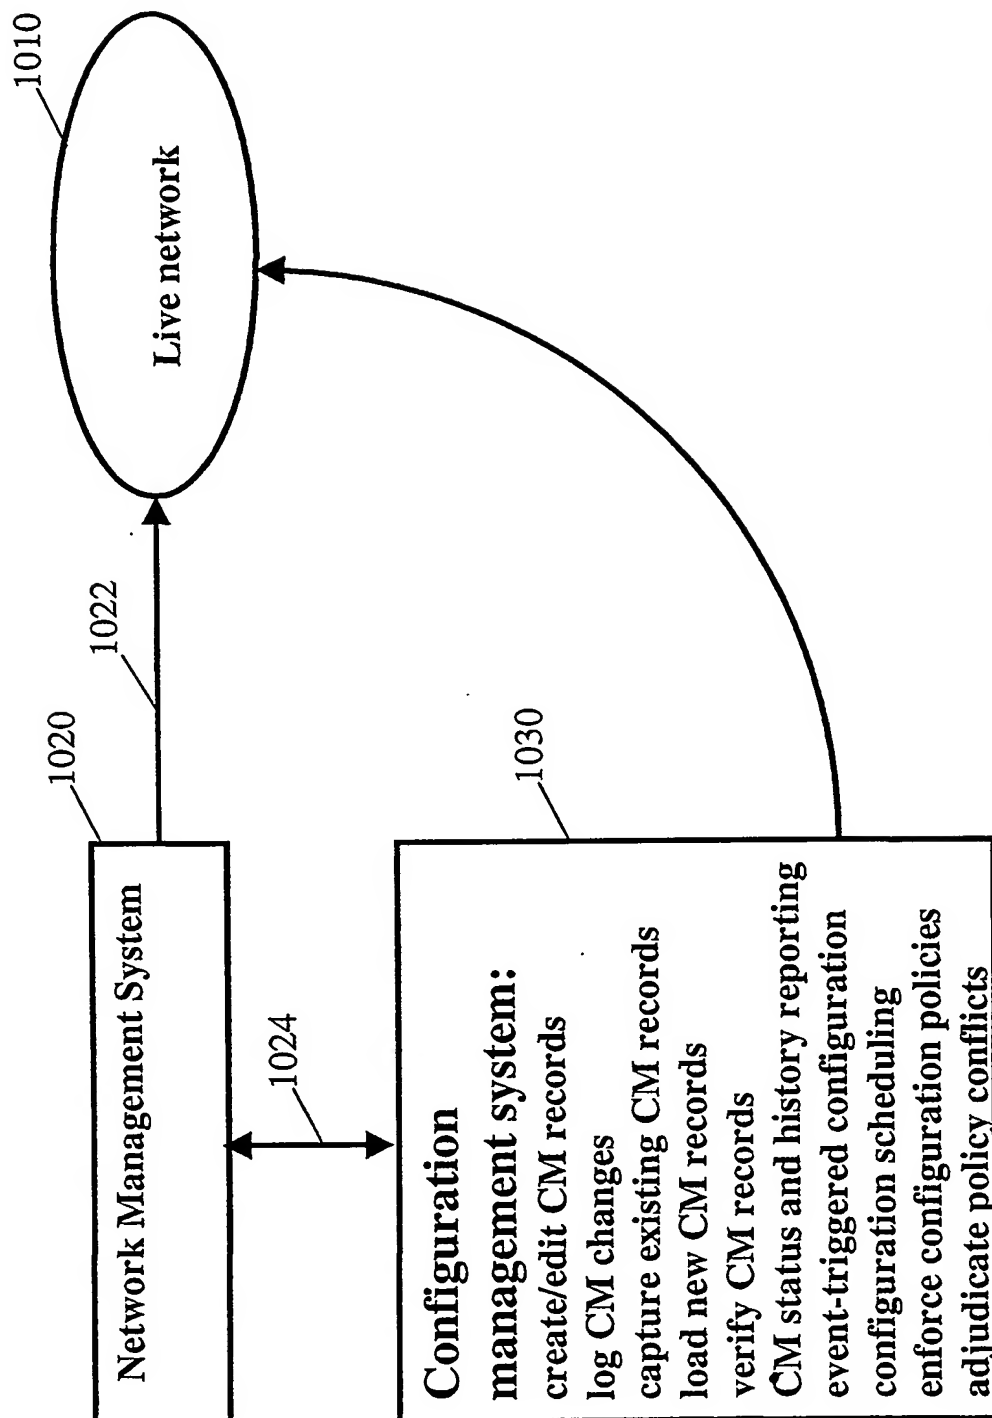 Network Management System
1020
1022
Live network
1010
1024
1030
Configuration
management system:
create/edit CM records
log CM changes
capture existing CM records
load new CM records
verify CM records
CM status and history reporting
event-triggered configuration
configuration scheduling
enforce configuration policies
adjudicate policy conflicts